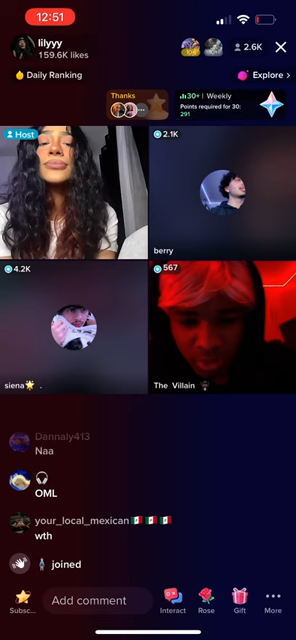 12:51
lilyyy
159.6K likes
2.6K
Daily Ranking
Explore >
Thanks
30+ | Weekly
Points required for 30:
291
Host
2.1K
berry
4.2K
siena🌟 .
567
The Villain
Dannaly413
Naa
OML
your_local_mexican🇲🇽🇲🇽🇲🇽
wth
joined
Subsc...
Add comment
Interact
Rose
Gift
More